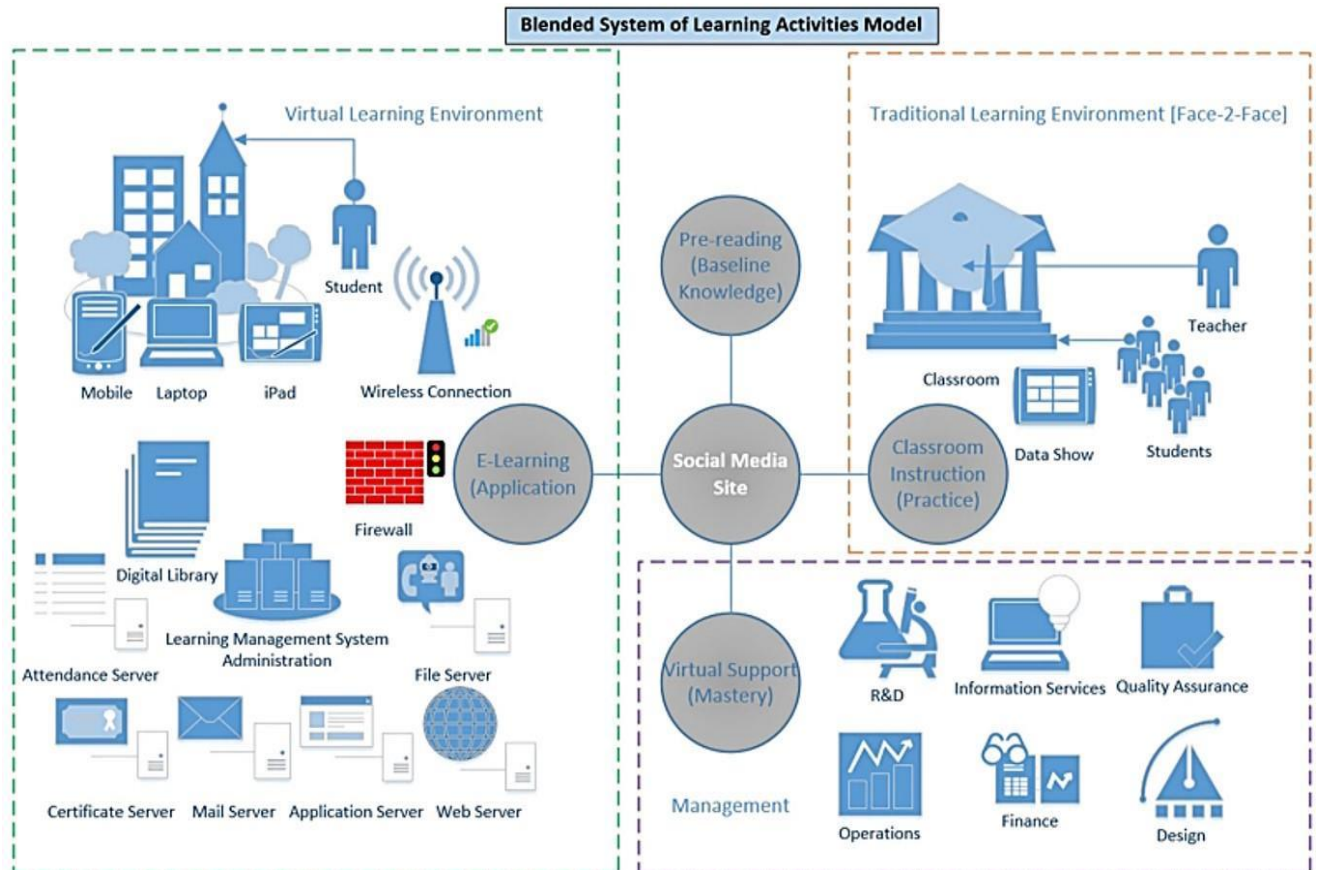 Blended System of Learning Activities Model
Virtual Learning Environment
Student
Mobile
Laptop
iPad
Wireless Connection
Firewall
Digital Library
Learning Management System
Administration
Attendance Server
File Server
Certificate Server
Mail Server
Application Server
Web Server
E-Learning
(Application
Pre-reading
(Baseline
Knowledge)
Social Media
Site
Classroom
Instruction
(Practice)
Virtual Support
(Mastery)
Traditional Learning Environment [Face-2-Face]
Teacher
Classroom
Data Show
Students
Management
R&D
Information Services
Quality Assurance
Operations
Finance
Design